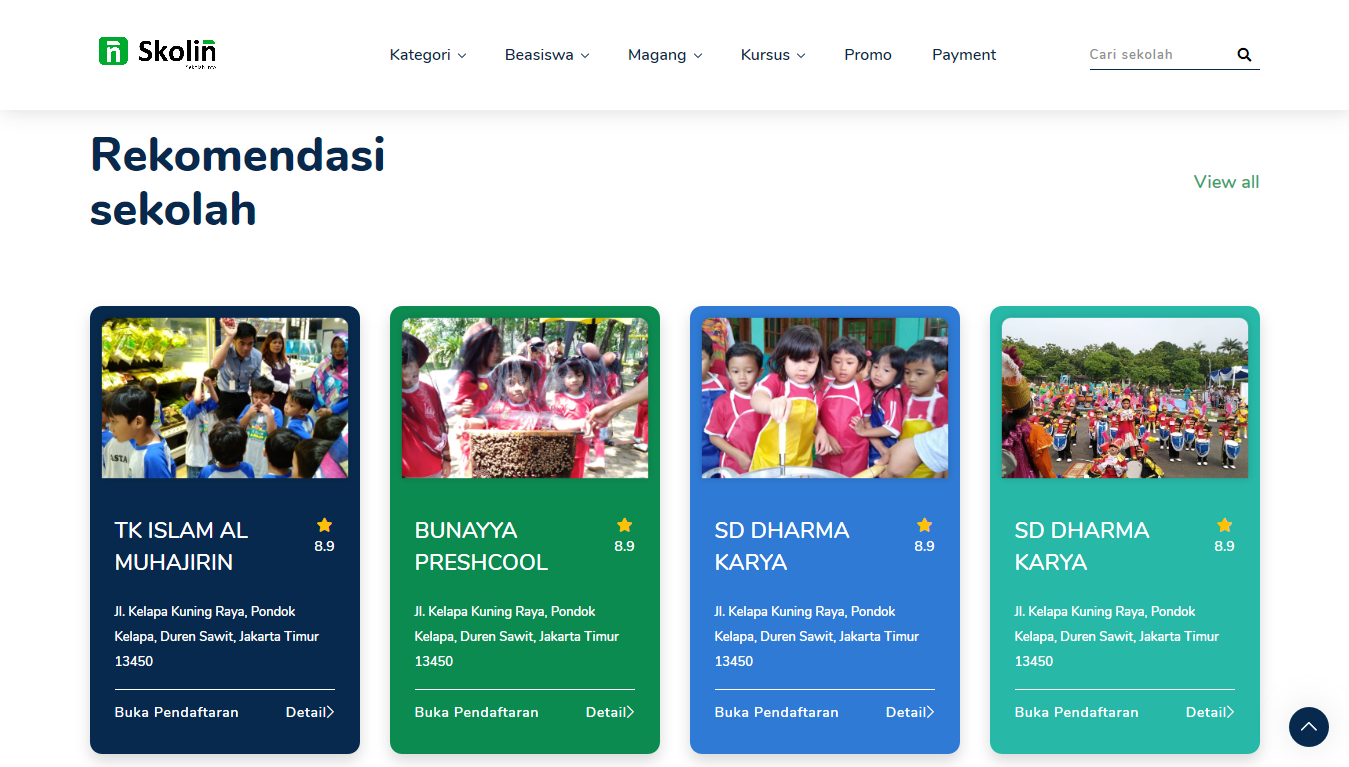 Skolin
Kategori
Beasiswa
Magang
Kursus
Promo
Payment
Cari sekolah
Rekomendasi
sekolah
View all
TK ISLAM AL
MUHAJIRIN
8.9
Jl. Kelapa Kuning Raya, Pondok
Kelapa, Duren Sawit, Jakarta Timur
13450
Buka Pendaftaran
Detail
BUNAYYA
PRESHCOOL
8.9
Jl. Kelapa Kuning Raya, Pondok
Kelapa, Duren Sawit, Jakarta Timur
13450
Buka Pendaftaran
Detail
SD DHARMA
KARYA
8.9
Jl. Kelapa Kuning Raya, Pondok
Kelapa, Duren Sawit, Jakarta Timur
13450
Buka Pendaftaran
Detail
SD DHARMA
KARYA
8.9
Jl. Kelapa Kuning Raya, Pondok
Kelapa, Duren Sawit, Jakarta Timur
13450
Buka Pendaftaran
Detail